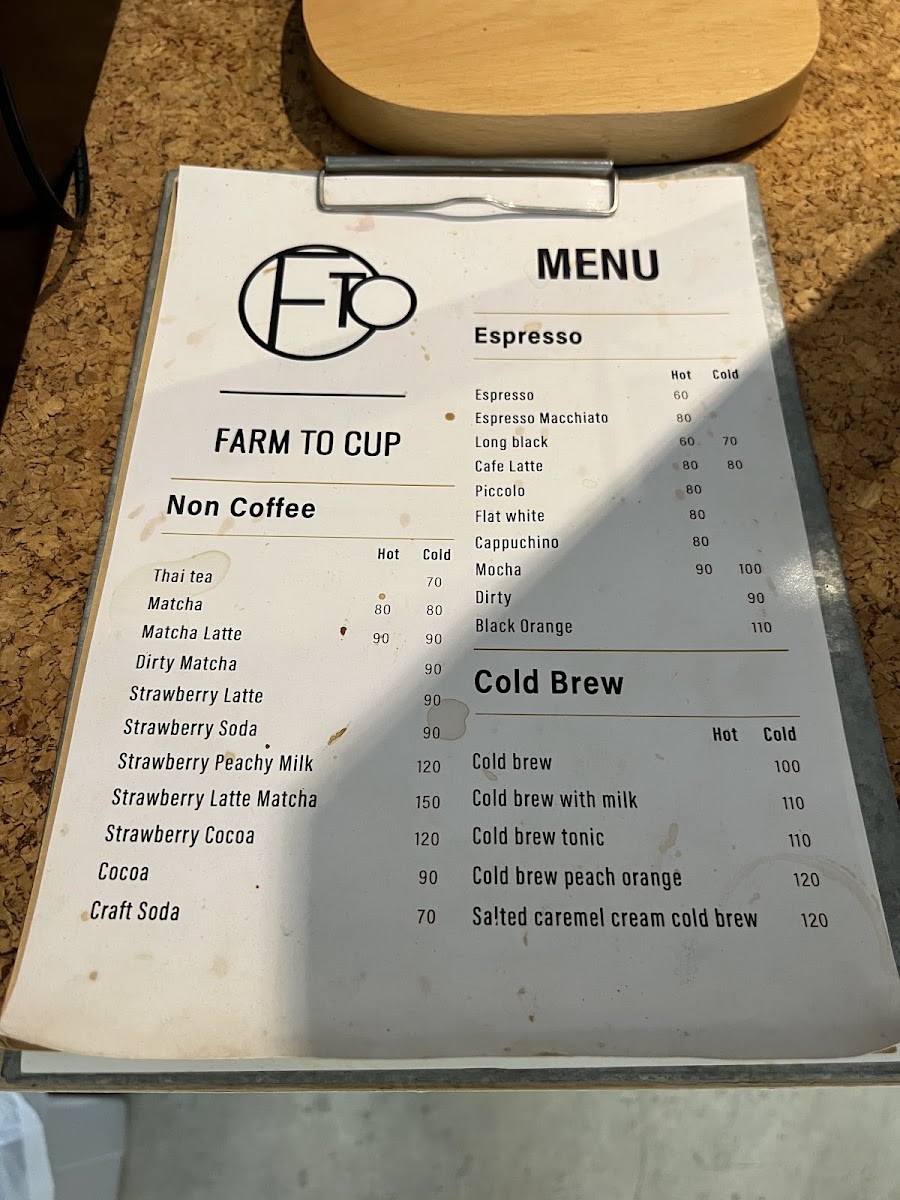 FTO
FARM TO CUP
Non Coffee
Hot Cold
Thai tea 70
Matcha 80 80
Matcha Latte 90 90
Dirty Matcha 90
Strawberry Latte 90
Strawberry Soda 90
Strawberry Peachy Milk 120
Strawberry Latte Matcha 150
Strawberry Cocoa 120
Cocoa 90
Craft Soda 70
MENU
Espresso
Hot Cold
Espresso 60
Espresso Macchiato 80
Long black 60 70
Cafe Latte 80 80
Piccolo 80
Flat white 80
Cappuchino 80
Mocha 90 100
Dirty 90
Black Orange 110
Cold Brew
Hot Cold
Cold brew 100
Cold brew with milk 110
Cold brew tonic 110
Cold brew peach orange 120
Salted caremel cream cold brew 120